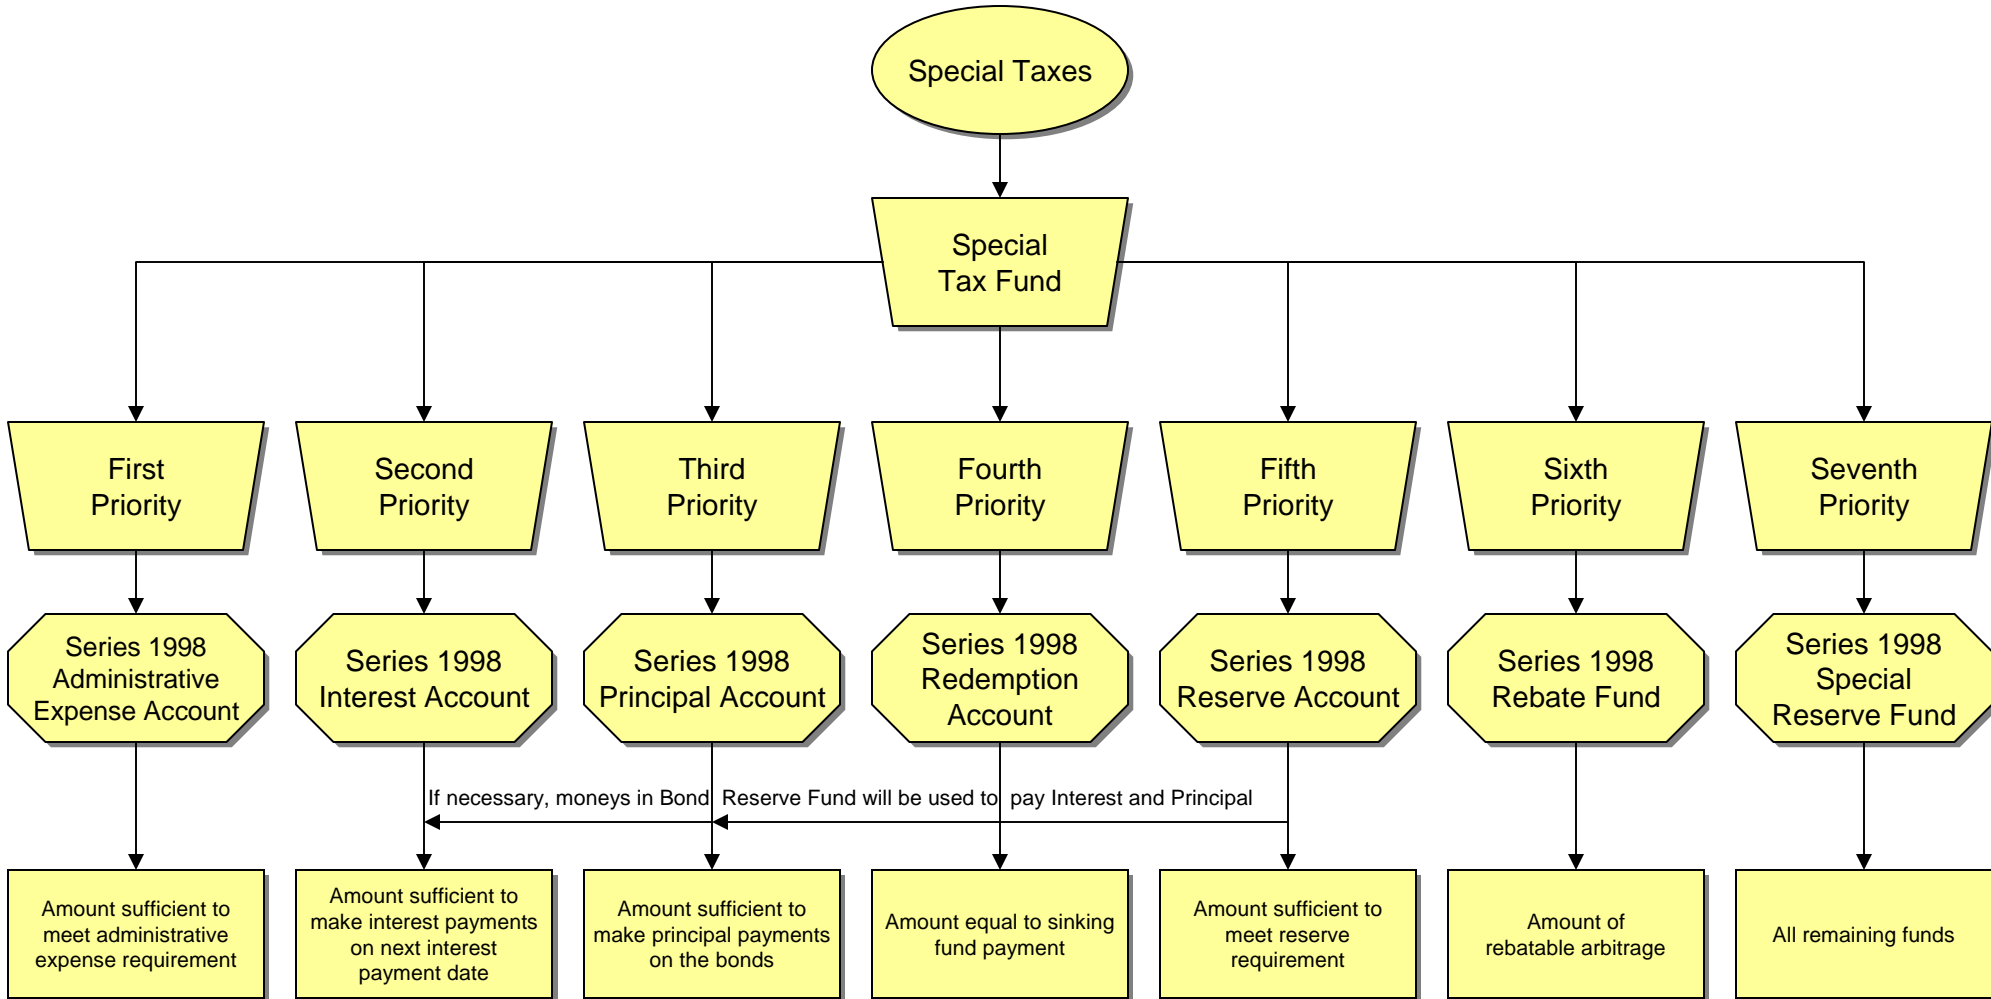 Special Taxes
Special
Tax Fund
First
Priority
Second
Priority
Third
Priority
Fourth
Priority
Fifth
Priority
Sixth
Priority
Seventh
Priority
Series 1998
Administrative
Expense Account
Series 1998
Interest Account
Series 1998
Principal Account
Series 1998
Redemption
Account
Series 1998
Reserve Account
Series 1998
Rebate Fund
Series 1998
Special
Reserve Fund
If necessary, moneys in Bond Reserve Fund will be used to pay Interest and Principal
Amount sufficient to
meet administrative
expense requirement
Amount sufficient to
make interest payments
on next interest
payment date
Amount sufficient to
make principal payments
on the bonds
Amount equal to sinking
fund payment
Amount sufficient to
meet reserve
requirement
Amount of
rebatable arbitrage
All remaining funds